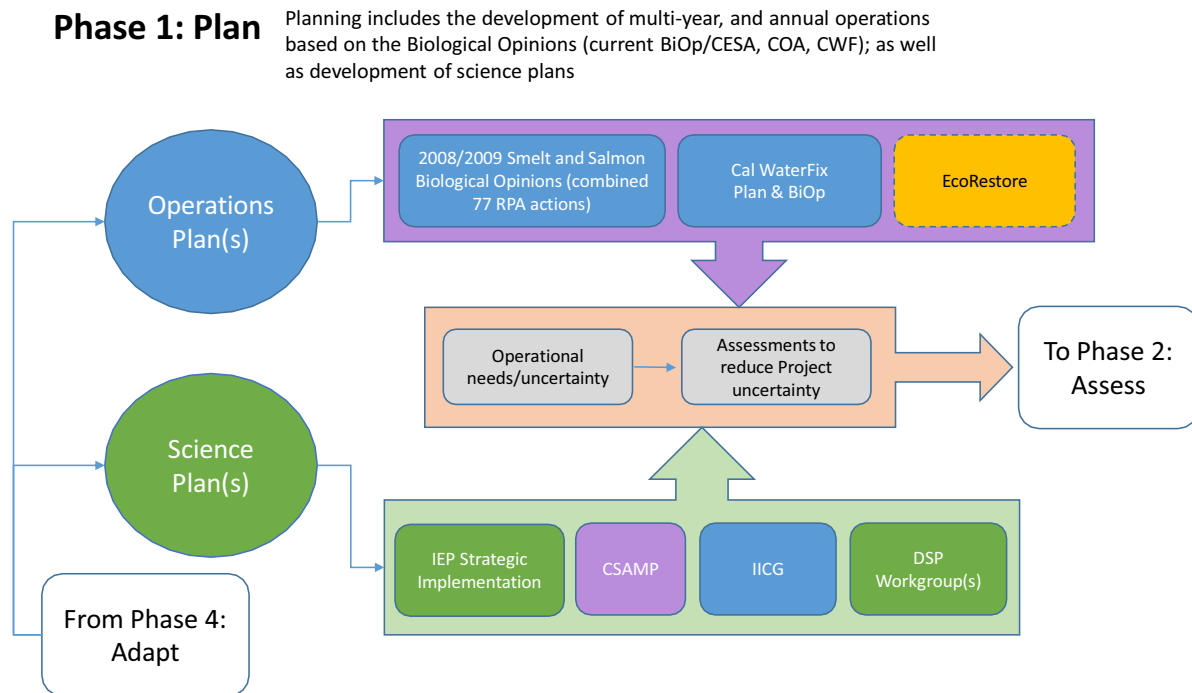 Phase 1: Plan
Planning includes the development of multi-year, and annual operations
based on the Biological Opinions (current BiOp/CESA, COA, CWF); as well
as development of science plans
Operations
Plan(s)
2008/2009 Smelt and Salmon
Biological Opinions (combined
77 RPA actions)
Cal WaterFix
Plan & BiOp
EcoRestore
Operational
needs/uncertainty
Assessments to
reduce Project
uncertainty
To Phase 2:
Assess
Science
Plan(s)
IEP Strategic
Implementation
CSAMP
IICG
DSP
Workgroup(s)
From Phase 4:
Adapt